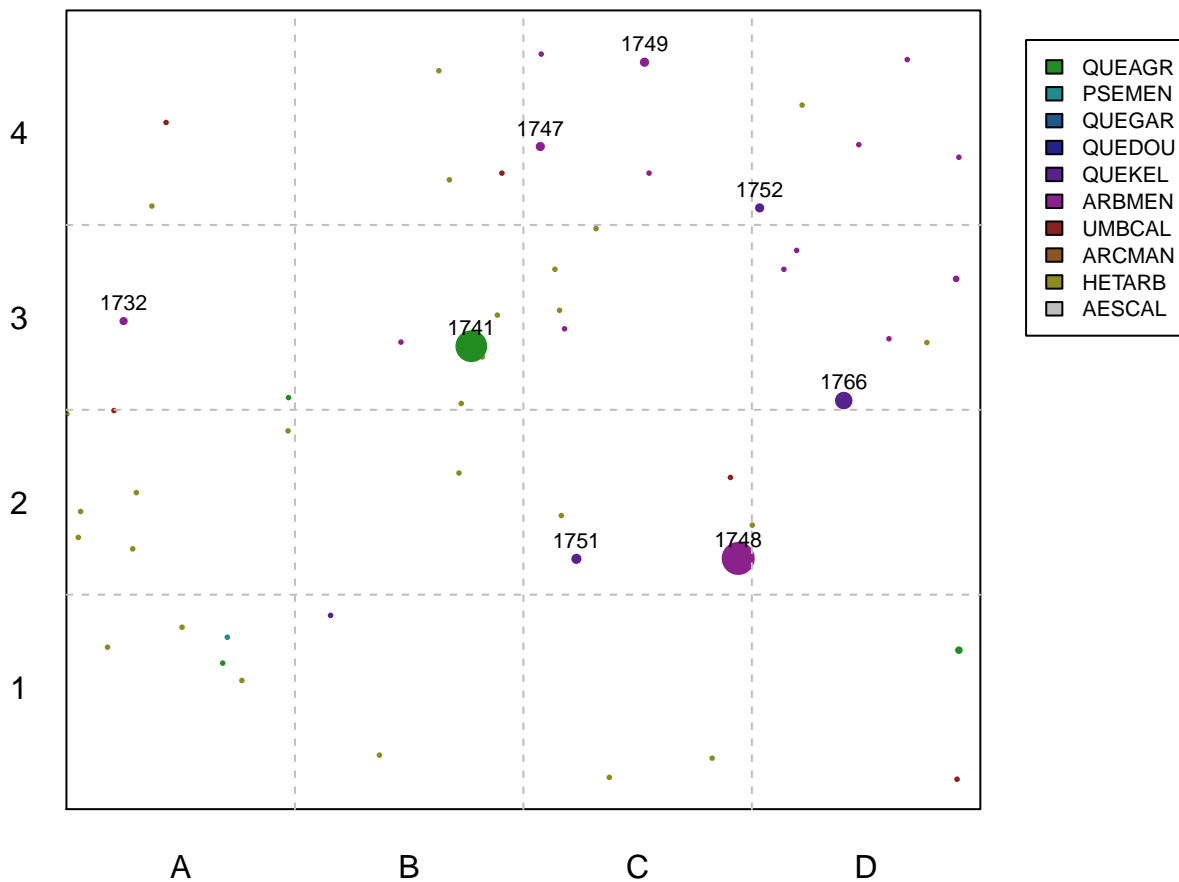 1749
4
1747
1752
3
1732
1741
1766
2
1751
1748
1
A B C D
QUEAGR
PSEMEN
QUEGAR
QUEDOU
QUEKEL
ARBMEN
UMBCAL
ARCMAN
HETARB
AESCAL